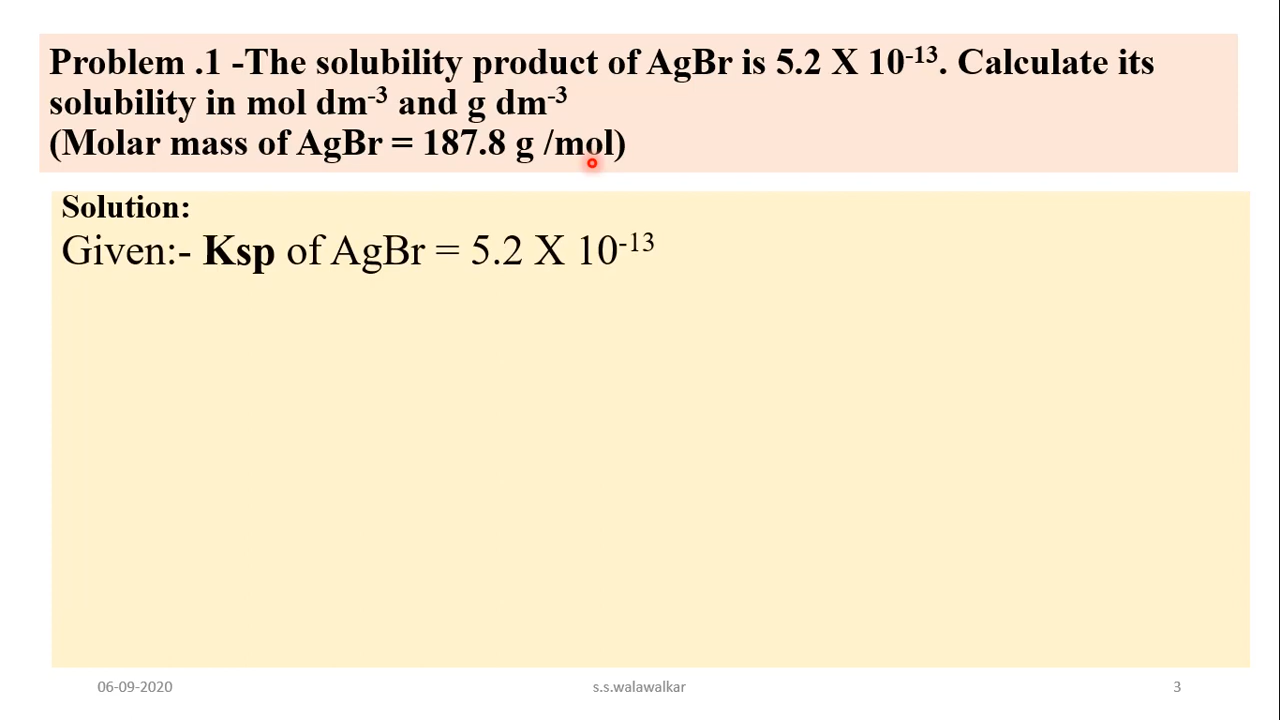 Problem .1 -The solubility product of AgBr is 5.2 X 10⁻¹³. Calculate its
solubility in mol dm⁻³ and g dm⁻³
(Molar mass of AgBr = 187.8 g /mol)
Solution:
Given:- Ksp of AgBr = 5.2 X 10⁻¹³
06-09-2020
s.s.walawalkar
3